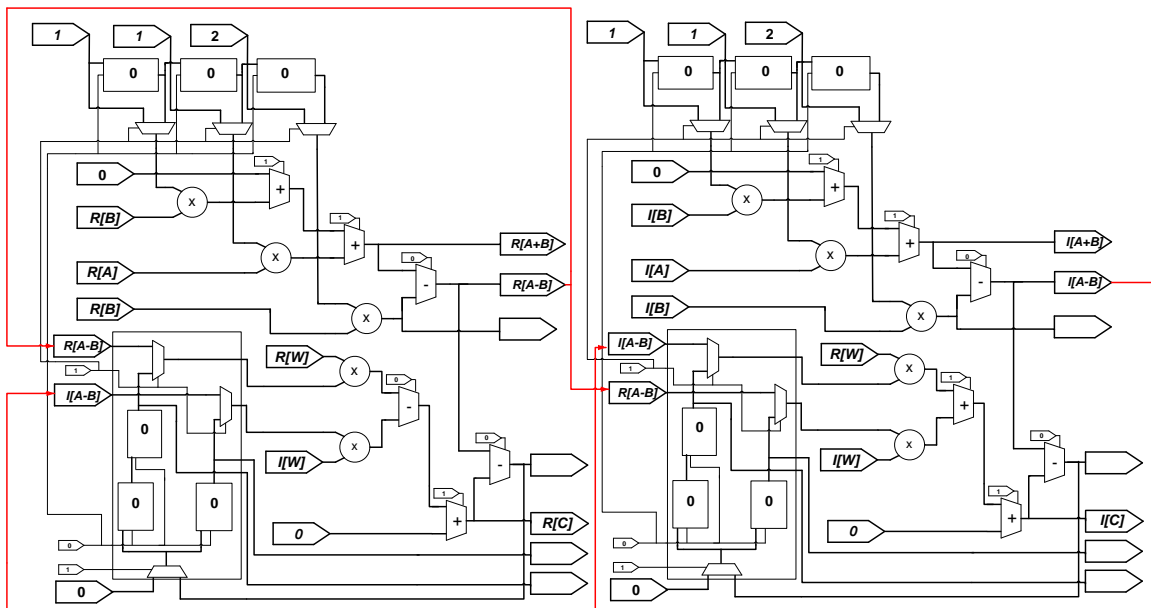 1 1 2 1 1 2
0 0 0 0 0 0
1 1
0 + 0 +
R[B] x 1 I[B] x 1
+ R[A+B] + I[A+B]
R[A] x 0 I[A] x 0
- R[A-B] - I[A-B]
R[B] x I[B] x
R[A-B] R[W] I[A-B] R[W]
1 x 0 1 x 1
I[A-B] - R[A-B] +
0 x 0 0 x 0
I[W] - I[W] -
0 0 1 0 0 1
0 + R[C] 0 + I[C]
0 0
1 1
0 0